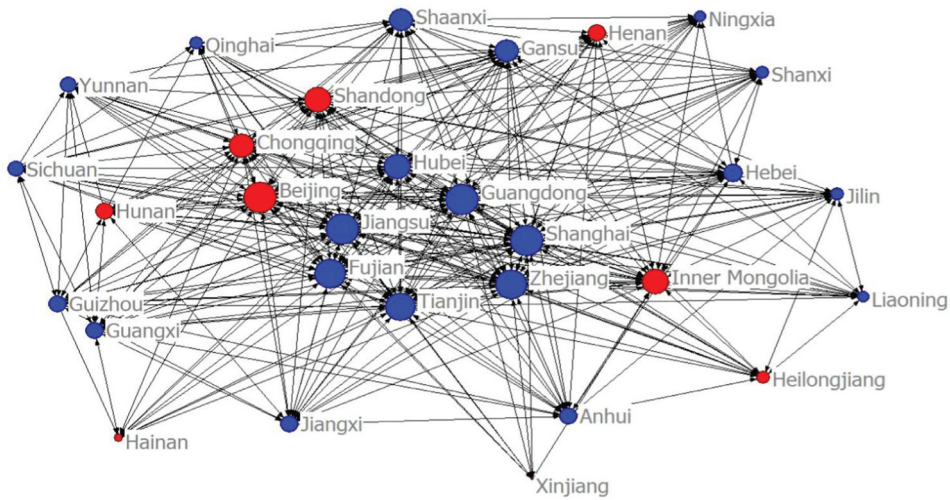 Ningxia
Shaanxi
Henan
Qinghai
Gansu
Shanxi
Yunnan
Shandong
Chongqing
Hubei
Sichuan
Hebei
Beijing
Guangdong
Jilin
Hunan
Jiangsu
Shanghai
Fujian
Zhejiang
Inner Mongolia
Guizhou
Tianjin
Liaoning
Guangxi
Heilongjiang
Jiangxi
Anhui
Hainan
Xinjiang